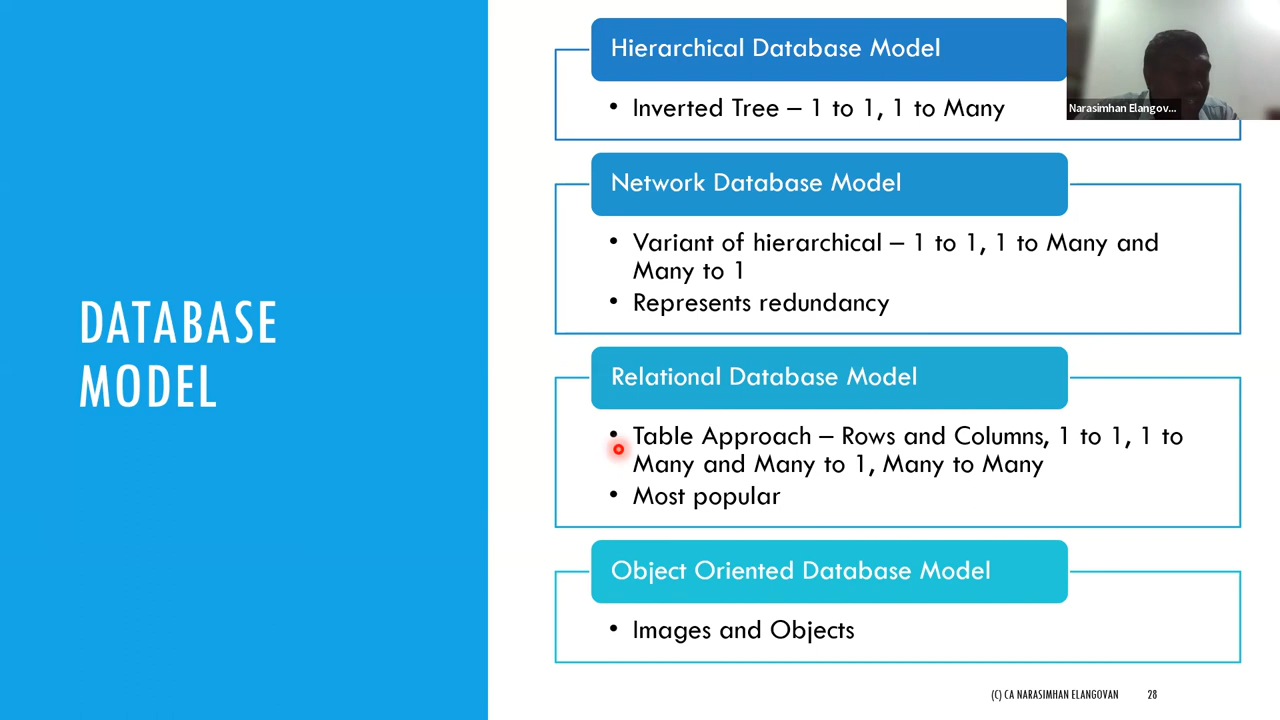 DATABASE
MODEL
Hierarchical Database Model
• Inverted Tree – 1 to 1, 1 to Many
Network Database Model
• Variant of hierarchical – 1 to 1, 1 to Many and
Many to 1
• Represents redundancy
Relational Database Model
• Table Approach – Rows and Columns, 1 to 1, 1 to
Many and Many to 1, Many to Many
• Most popular
Object Oriented Database Model
• Images and Objects
Narasimhan Elangov...
(C) CA NARASIMHAN ELANGOVAN
28